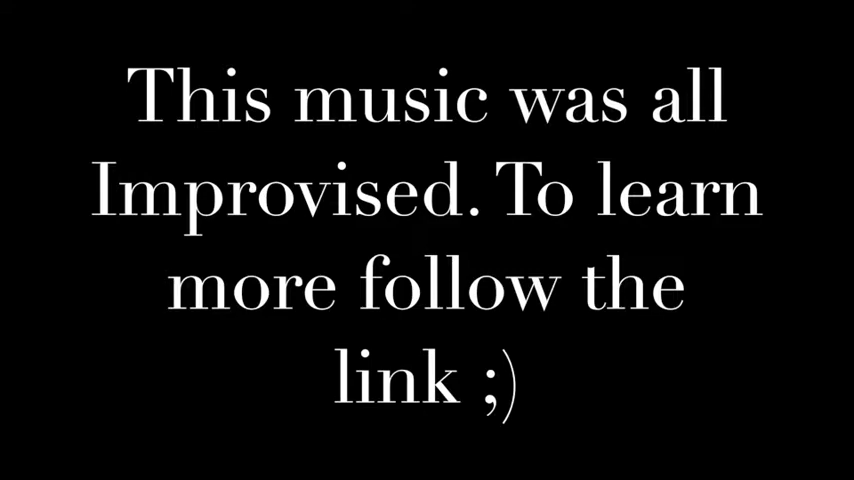 This music was all
Improvised. To learn
more follow the
link ;)